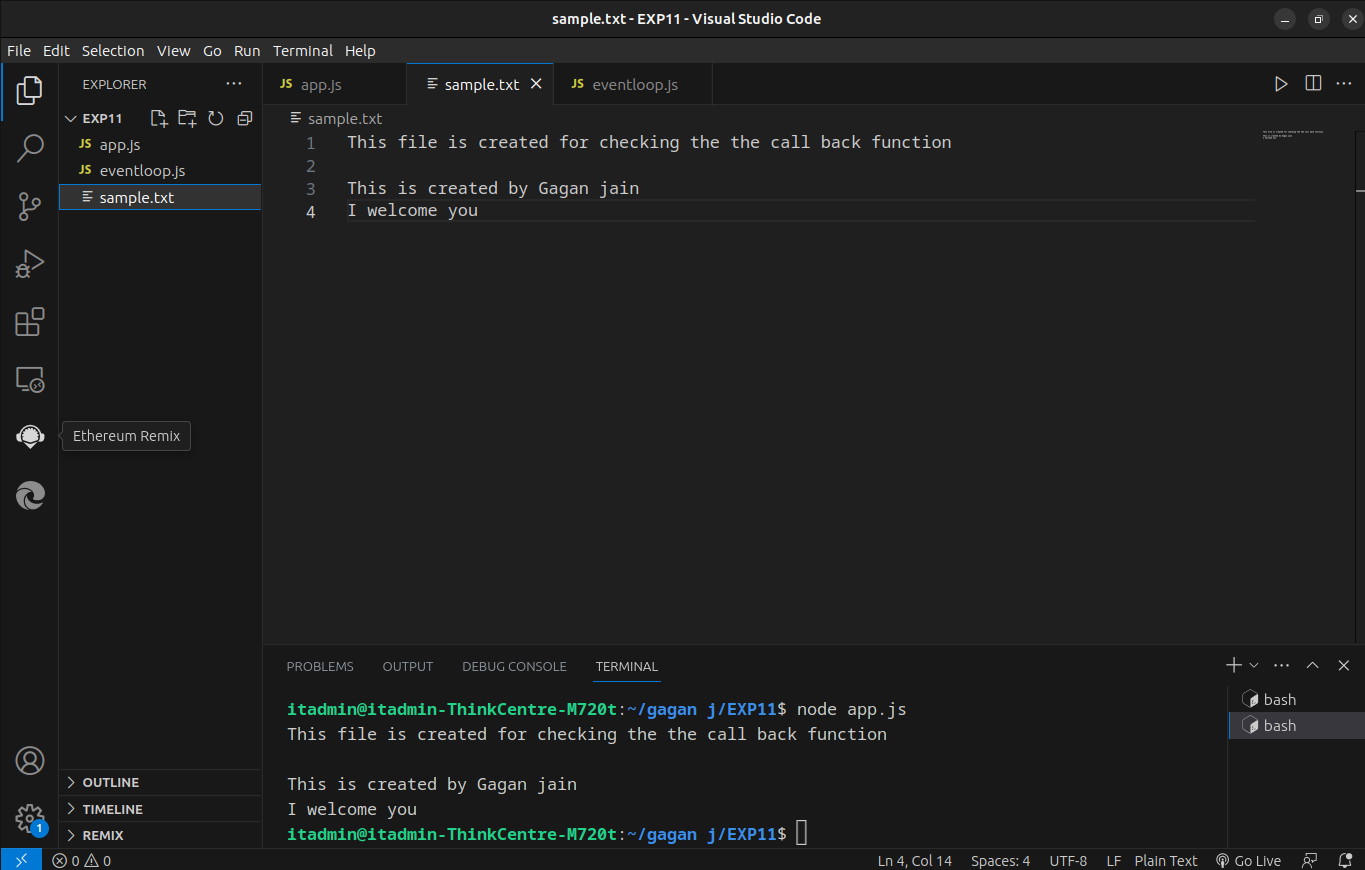 sample.txt - EXP11 - Visual Studio Code
File Edit Selection View Go Run Terminal Help
EXPLORER
JS app.js
sample.txt
JS eventloop.js
EXP11
JS app.js
JS eventloop.js
sample.txt
Ethereum Remix
OUTLINE
TIMELINE
REMIX
1
sample.txt
1 This file is created for checking the the call back function
2
3 This is created by Gagan jain
4 I welcome you
PROBLEMS OUTPUT DEBUG CONSOLE TERMINAL
itadmin@itadmin-ThinkCentre-M720t:~/gagan j/EXP11$ node app.js
This file is created for checking the the call back function
This is created by Gagan jain
I welcome you
itadmin@itadmin-ThinkCentre-M720t:~/gagan j/EXP11$
bash
bash
0 0
Ln 4, Col 14 Spaces: 4 UTF-8 LF Plain Text Go Live